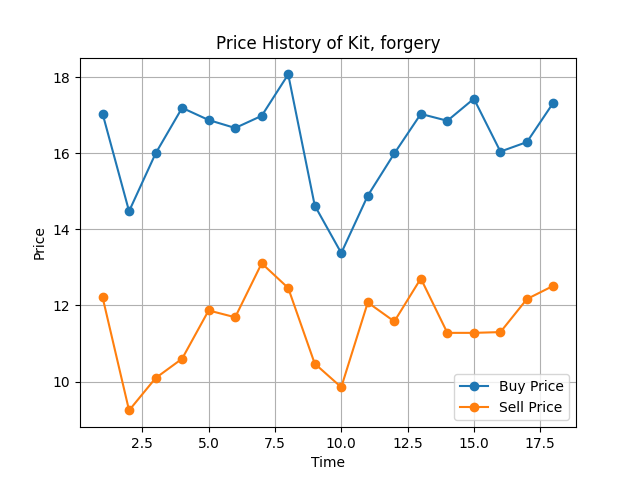 Price History of Kit, forgery
18
16
14
12
10
Price
2.5 5.0 7.5 10.0 12.5 15.0 17.5
Time
Buy Price
Sell Price